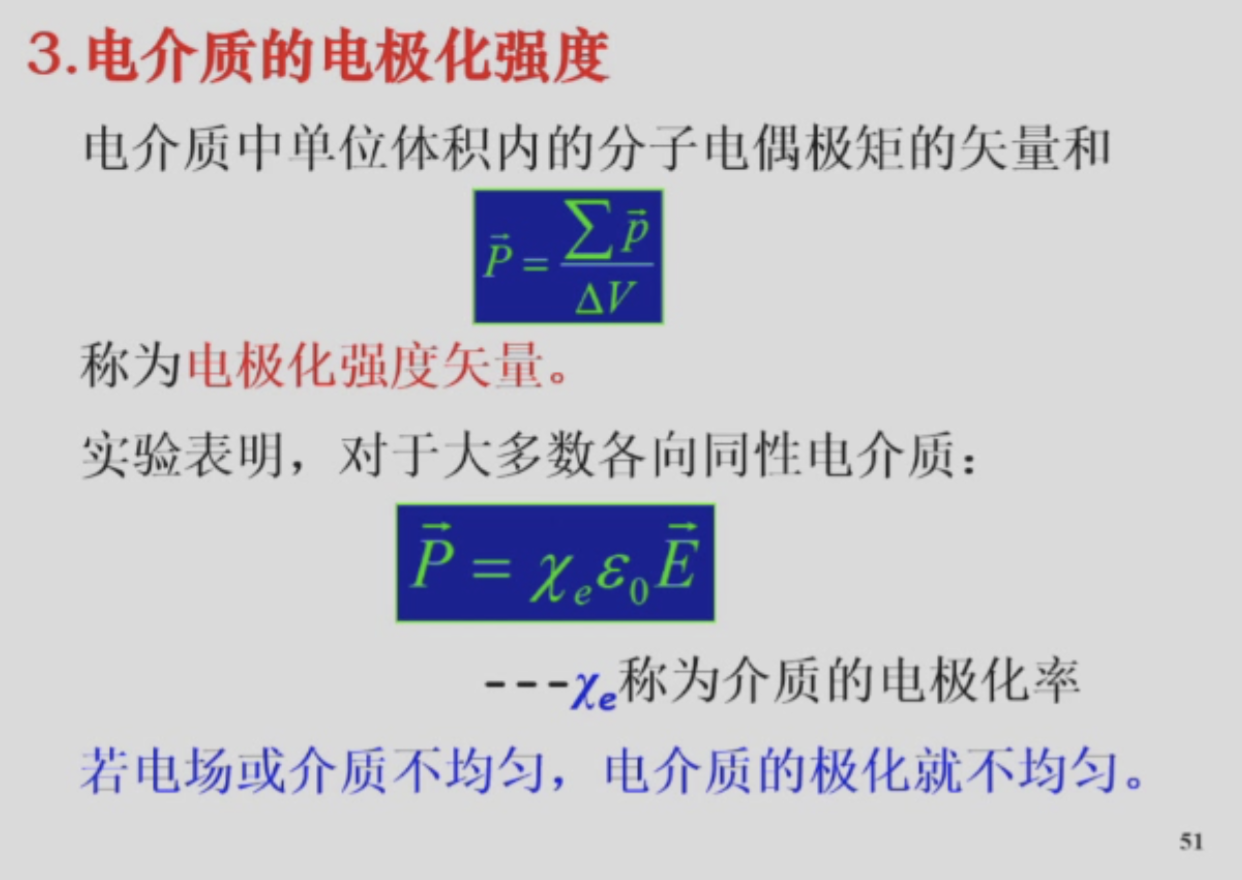 3.电介质的电极化强度
电介质中单位体积内的分子电偶极矩的矢量和
$\vec{P} = \frac{\sum \vec{p}}{\Delta V}$
称为电极化强度矢量。
实验表明，对于大多数各向同性电介质：
$\vec{P} = \chi_e \varepsilon_0 \vec{E}$
---χe称为介质的电极化率
若电场或介质不均匀，电介质的极化就不均匀。
51